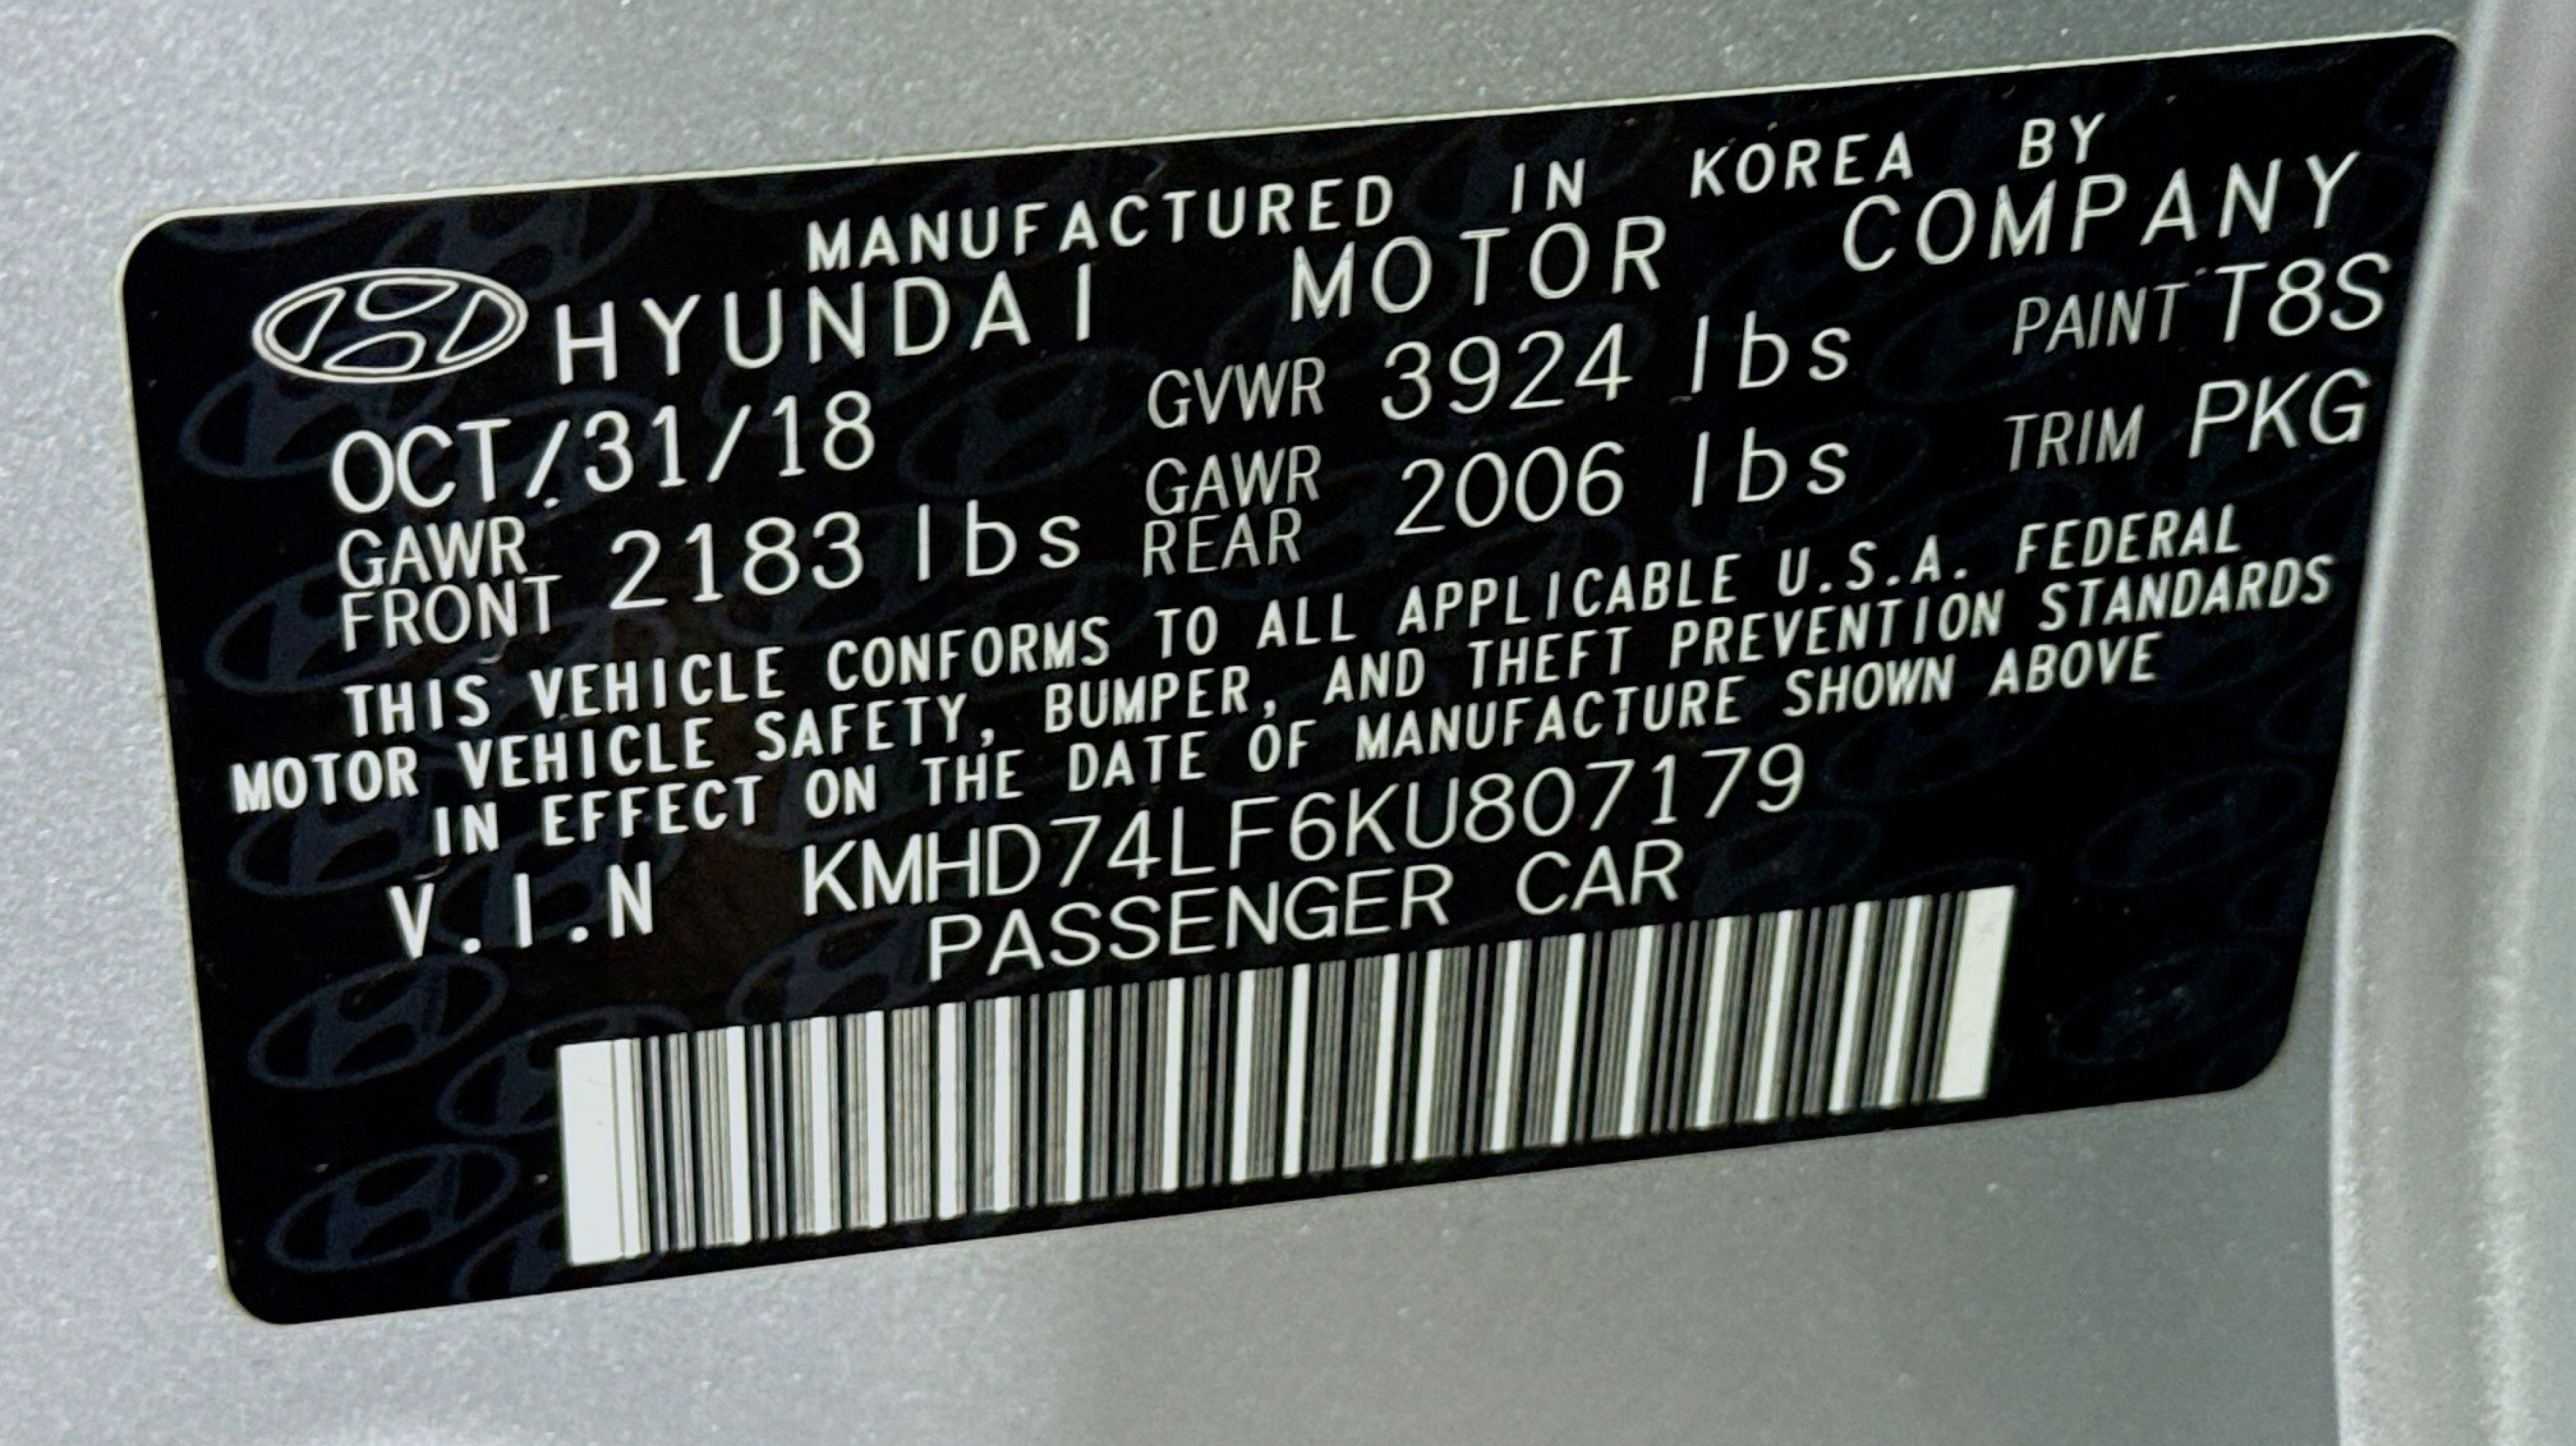 MANUFACTURED IN KOREA BY
HYUNDAI MOTOR COMPANY
OCT/31/18 GVWR 3924 lbs PAINT T8S
GAWR FRONT 2183 lbs GAWR REAR 2006 lbs TRIM PKG
THIS VEHICLE CONFORMS TO ALL APPLICABLE U.S.A. FEDERAL
MOTOR VEHICLE SAFETY, BUMPER, AND THEFT PREVENTION STANDARDS
IN EFFECT ON THE DATE OF MANUFACTURE SHOWN ABOVE
V.I.N KMHD74LF6KU807179
PASSENGER CAR